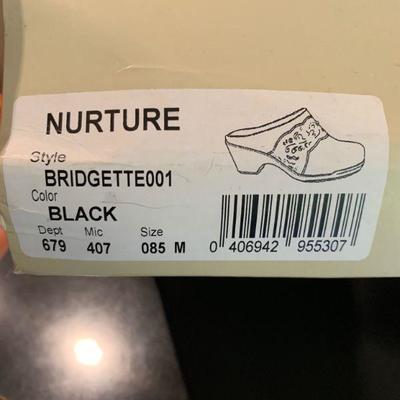 NURTURE
Style
BRIDGETTE001
Color
BLACK
Dept Mic Size
679 407 085 M
0 406942 955307